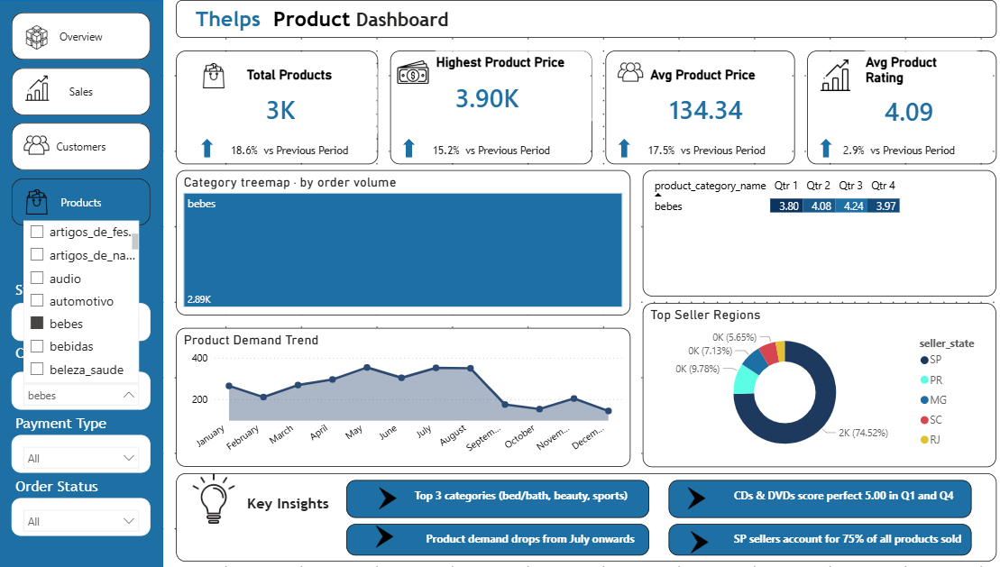 Thelps Product Dashboard
Overview
Sales
Customers
Products
artigos_de_fes...
artigos_de_na...
audio
automotivo
bebes
bebidas
beleza_saude
S
C
bebes
Payment Type
All
Order Status
All
Total Products
3K
18.6% vs Previous Period
Highest Product Price
3.90K
15.2% vs Previous Period
Avg Product Price
134.34
17.5% vs Previous Period
Avg Product
Rating
4.09
2.9% vs Previous Period
Category treemap · by order volume
bebes
2.89K
product_category_name Qtr 1 Qtr 2 Qtr 3 Qtr 4
bebes 3.80 4.08 4.24 3.97
Product Demand Trend
400
200
January February March April May June July August Septem... October Novem... Decem...
Top Seller Regions
0K (5.65%)
0K (7.13%)
0K (9.78%)
2K (74.52%)
seller_state
SP
PR
MG
SC
RJ
Key Insights
Top 3 categories (bed/bath, beauty, sports)
CDs & DVDs score perfect 5.00 in Q1 and Q4
Product demand drops from July onwards
SP sellers account for 75% of all products sold